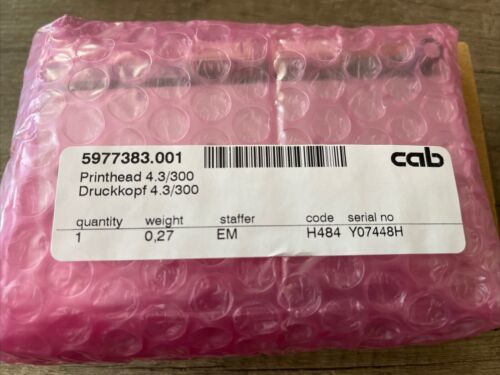 5977383.001
cab
Printhead 4.3/300
Druckkopf 4.3/300
quantity weight staffer code serial no
1 0,27 EM H484 Y07448H